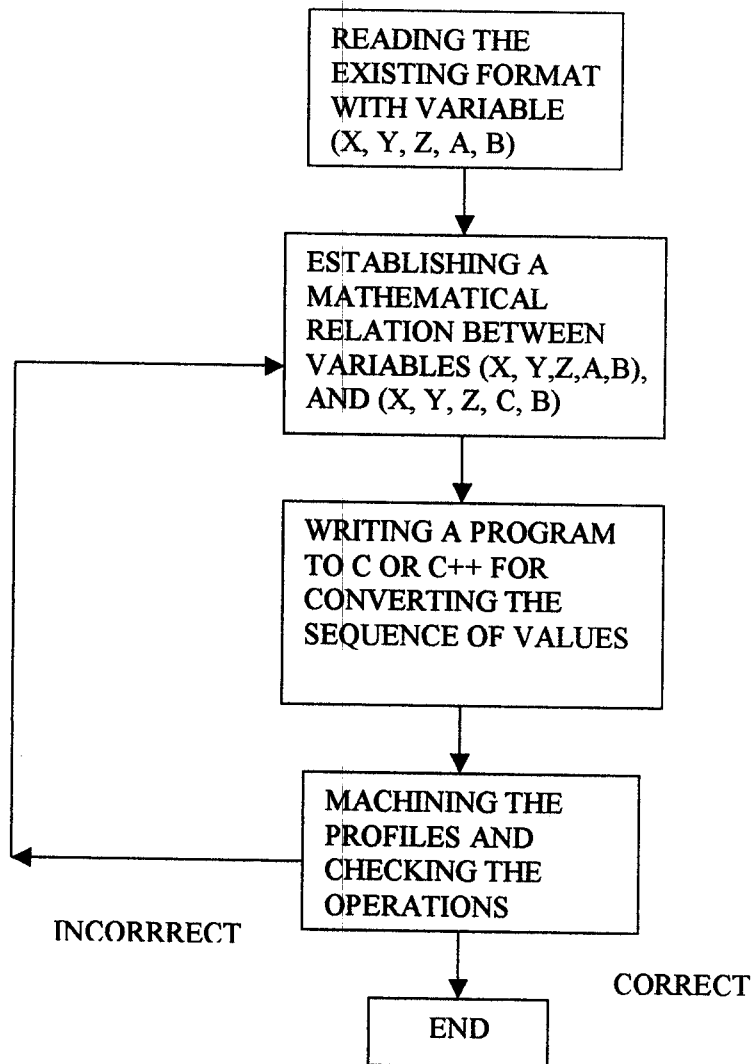 READING THE
EXISTING FORMAT
WITH VARIABLE
(X, Y, Z, A, B)
ESTABLISHING A
MATHEMATICAL
RELATION BETWEEN
VARIABLES (X, Y,Z,A,B),
AND (X, Y, Z, C, B)
WRITING A PROGRAM
TO C OR C++ FOR
CONVERTING THE
SEQUENCE OF VALUES
MACHINING THE
PROFILES AND
CHECKING THE
OPERATIONS
INCORRRECT
CORRECT
END